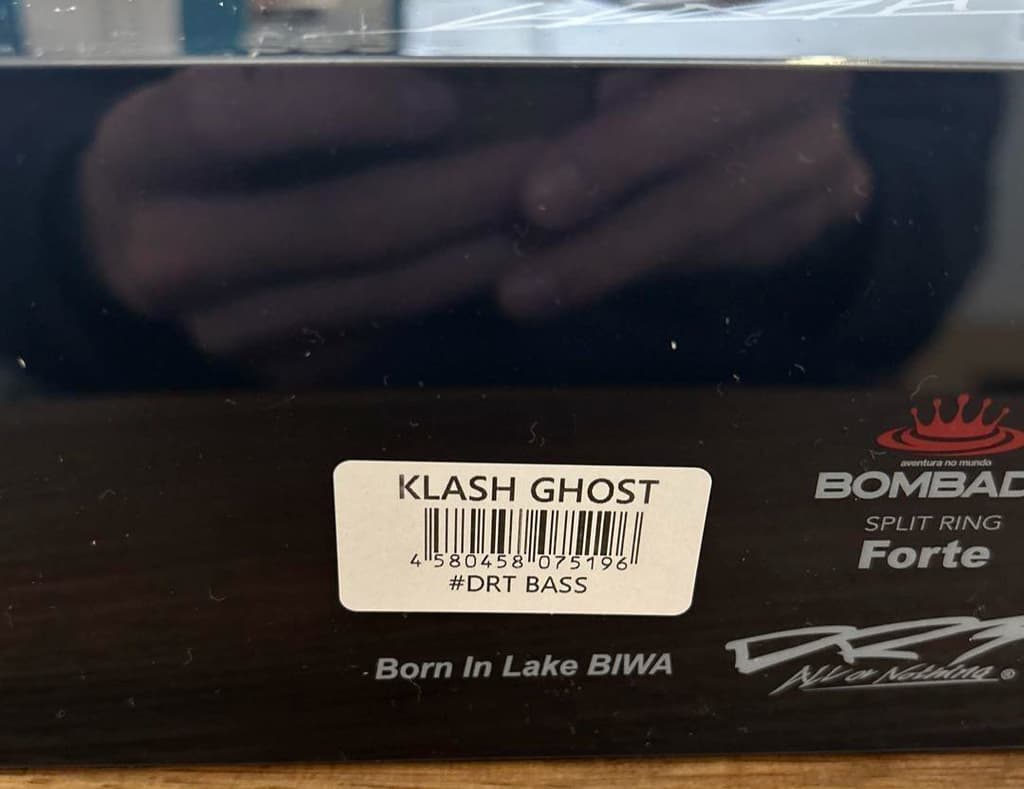 KLASH GHOST
4 580458 075196
#DRT BASS
Born In Lake BIWA
aventura no mundo
BOMBAD
SPLIT RING
Forte
DRT
ALL or Nothing ®